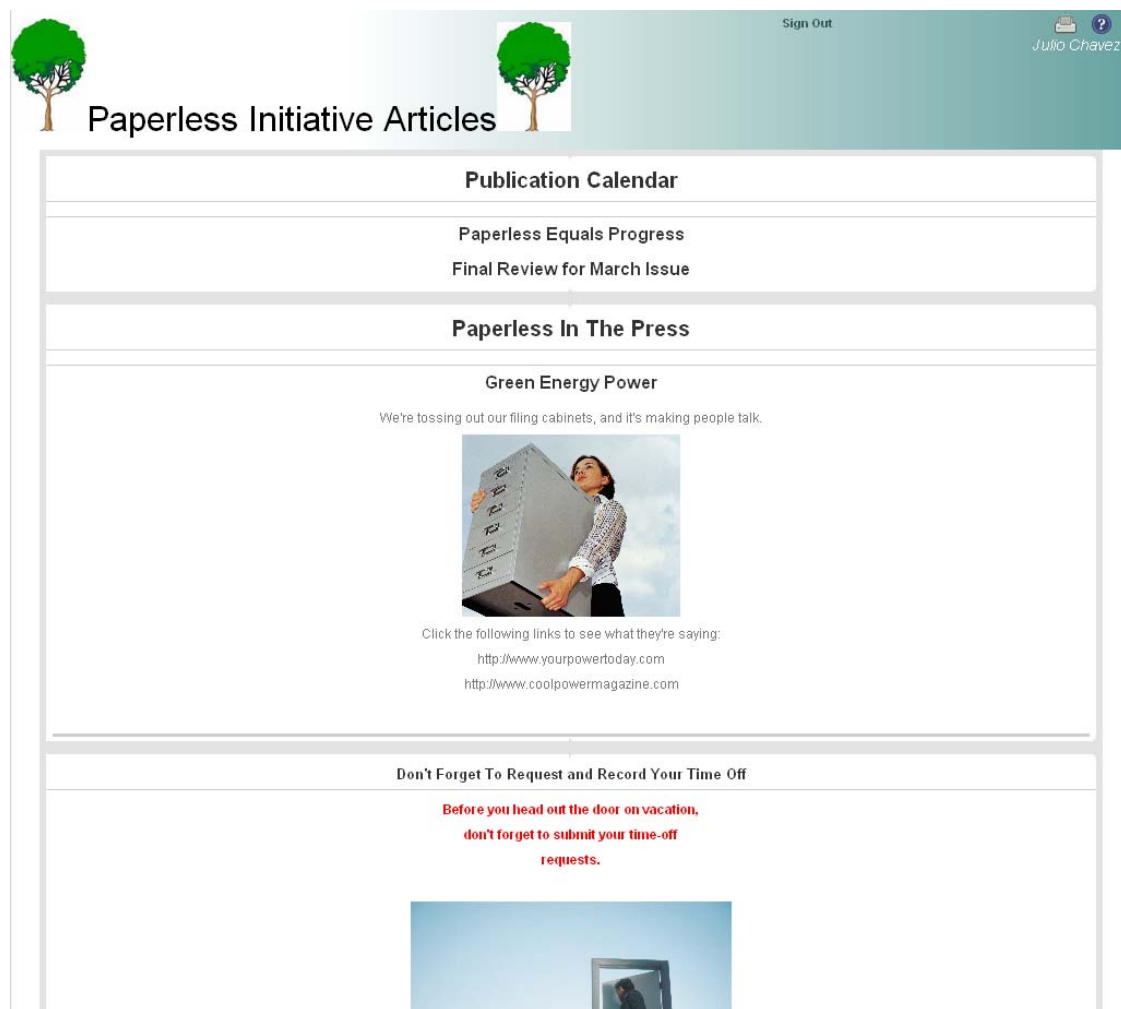 Sign Out
Julio Chavez
Paperless Initiative Articles
Publication Calendar
Paperless Equals Progress
Final Review for March Issue
Paperless In The Press
Green Energy Power
We're tossing out our filing cabinets, and it's making people talk.
Click the following links to see what they're saying:
http://www.yourpowertoday.com
http://www.coolpowermagazine.com
Don't Forget To Request and Record Your Time Off
Before you head out the door on vacation,
don't forget to submit your time-off
requests.